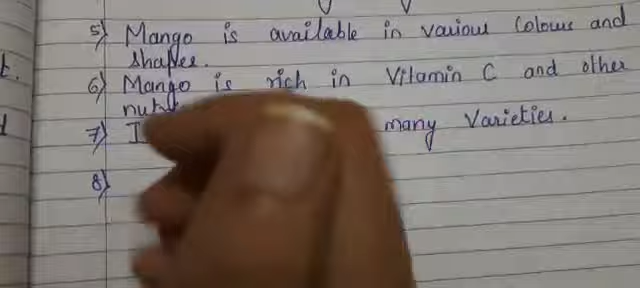 5) Mango is available in various Colours and
shapes.
6) Mango is rich in Vitamin C and other
7) I many Varieties.
8)